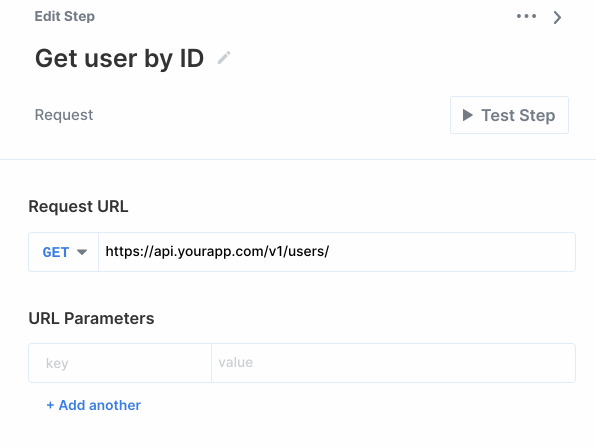 Edit Step
Get user by ID
Request
Test Step
Request URL
GET https://api.yourapp.com/v1/users/
URL Parameters
key value
+ Add another